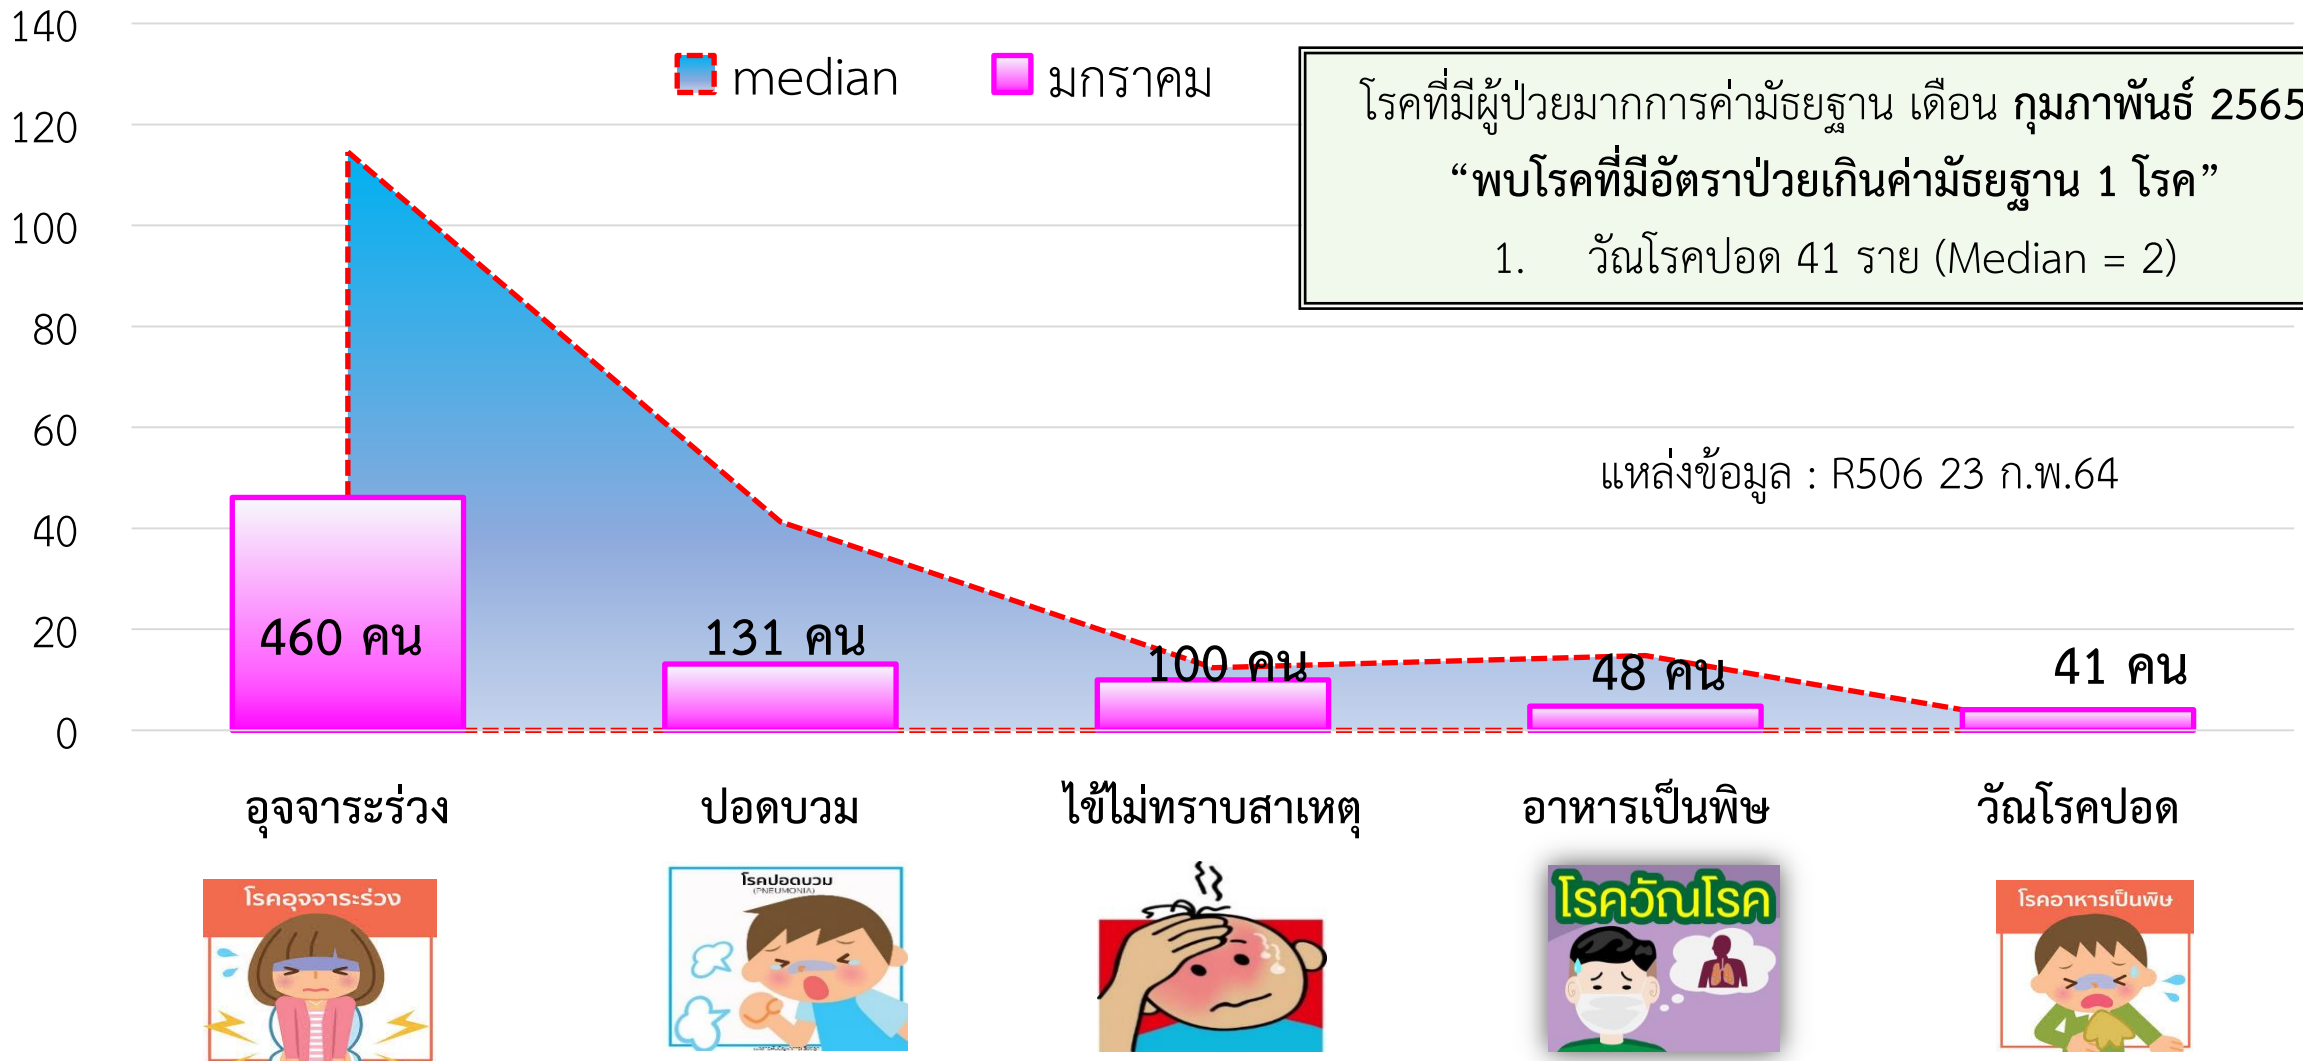 140
120
100
80
60
40
20
0
median
มกราคม
โรคที่มีผู้ป่วยมากการค่ามัธยฐาน เดือน กุมภาพันธ์ 2565
“พบโรคที่มีอัตราป่วยเกินค่ามัธยฐาน 1 โรค”
1. วัณโรคปอด 41 ราย (Median = 2)
แหล่งข้อมูล : R506 23 ก.พ.64
460 คน
131 คน
100 คน
48 คน
41 คน
อุจจาระร่วง
ปอดบวม
ไข้ไม่ทราบสาเหตุ
อาหารเป็นพิษ
วัณโรคปอด
โรคอุจจาระร่วง
โรคปอดบวม
(PNEUMONIA)
โรควัณโรค
โรคอาหารเป็นพิษ